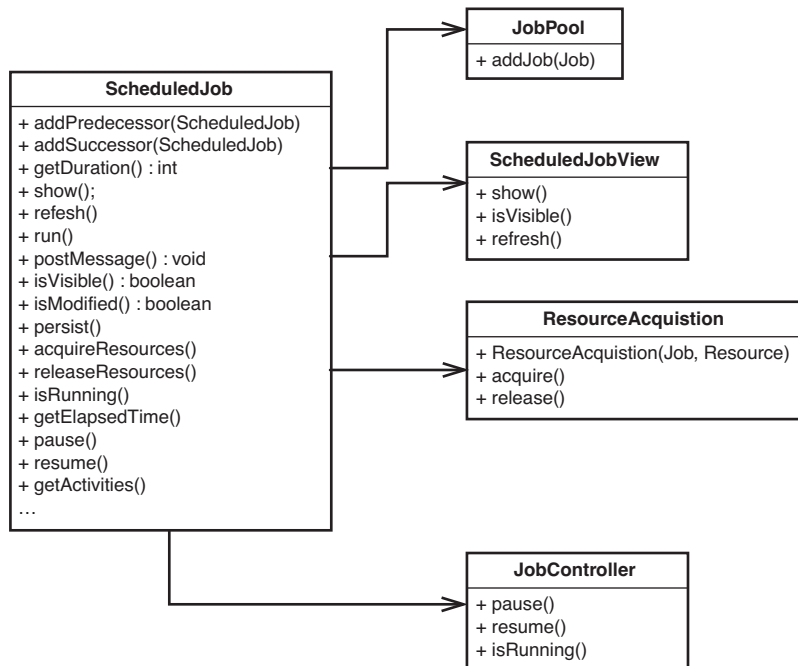 JobPool
+ addJob(Job)
ScheduledJob
+ addPredecessor(ScheduledJob)
+ addSuccessor(ScheduledJob)
+ getDuration() : int
+ show();
+ refesh()
+ run()
+ postMessage() : void
+ isVisible() : boolean
+ isModified() : boolean
+ persist()
+ acquireResources()
+ releaseResources()
+ isRunning()
+ getElapsedTime()
+ pause()
+ resume()
+ getActivities()
…
ScheduledJobView
+ show()
+ isVisible()
+ refresh()
ResourceAcquistion
+ ResourceAcquistion(Job, Resource)
+ acquire()
+ release()
JobController
+ pause()
+ resume()
+ isRunning()